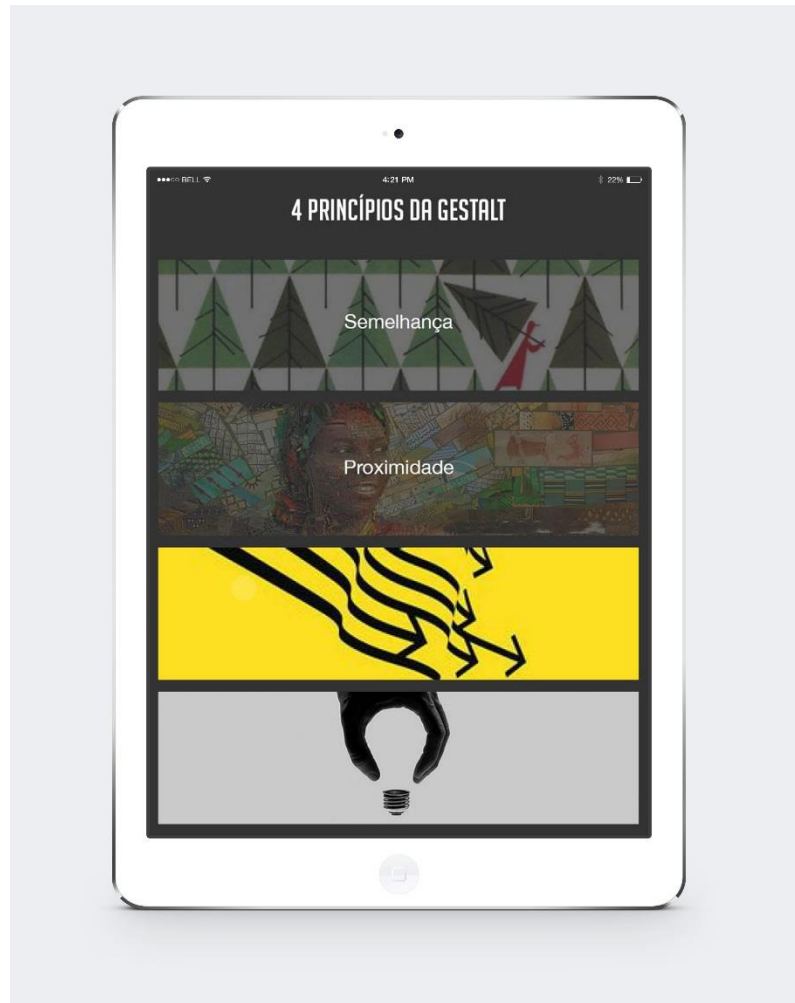 ●●●○○ BELL 4:21 PM 22%
4 PRINCÍPIOS DA GESTALT
Semelhança
Proximidade